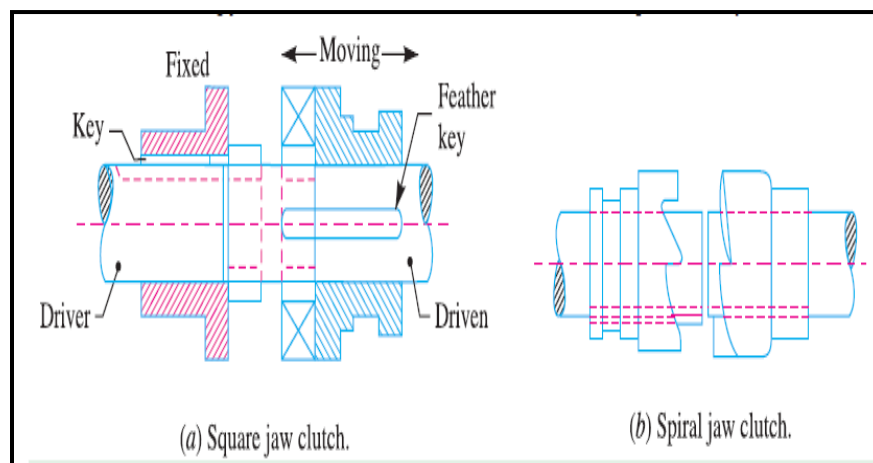 Moving
Fixed
Feather
key
Key
Driver
Driven
(a) Square jaw clutch.
(b) Spiral jaw clutch.